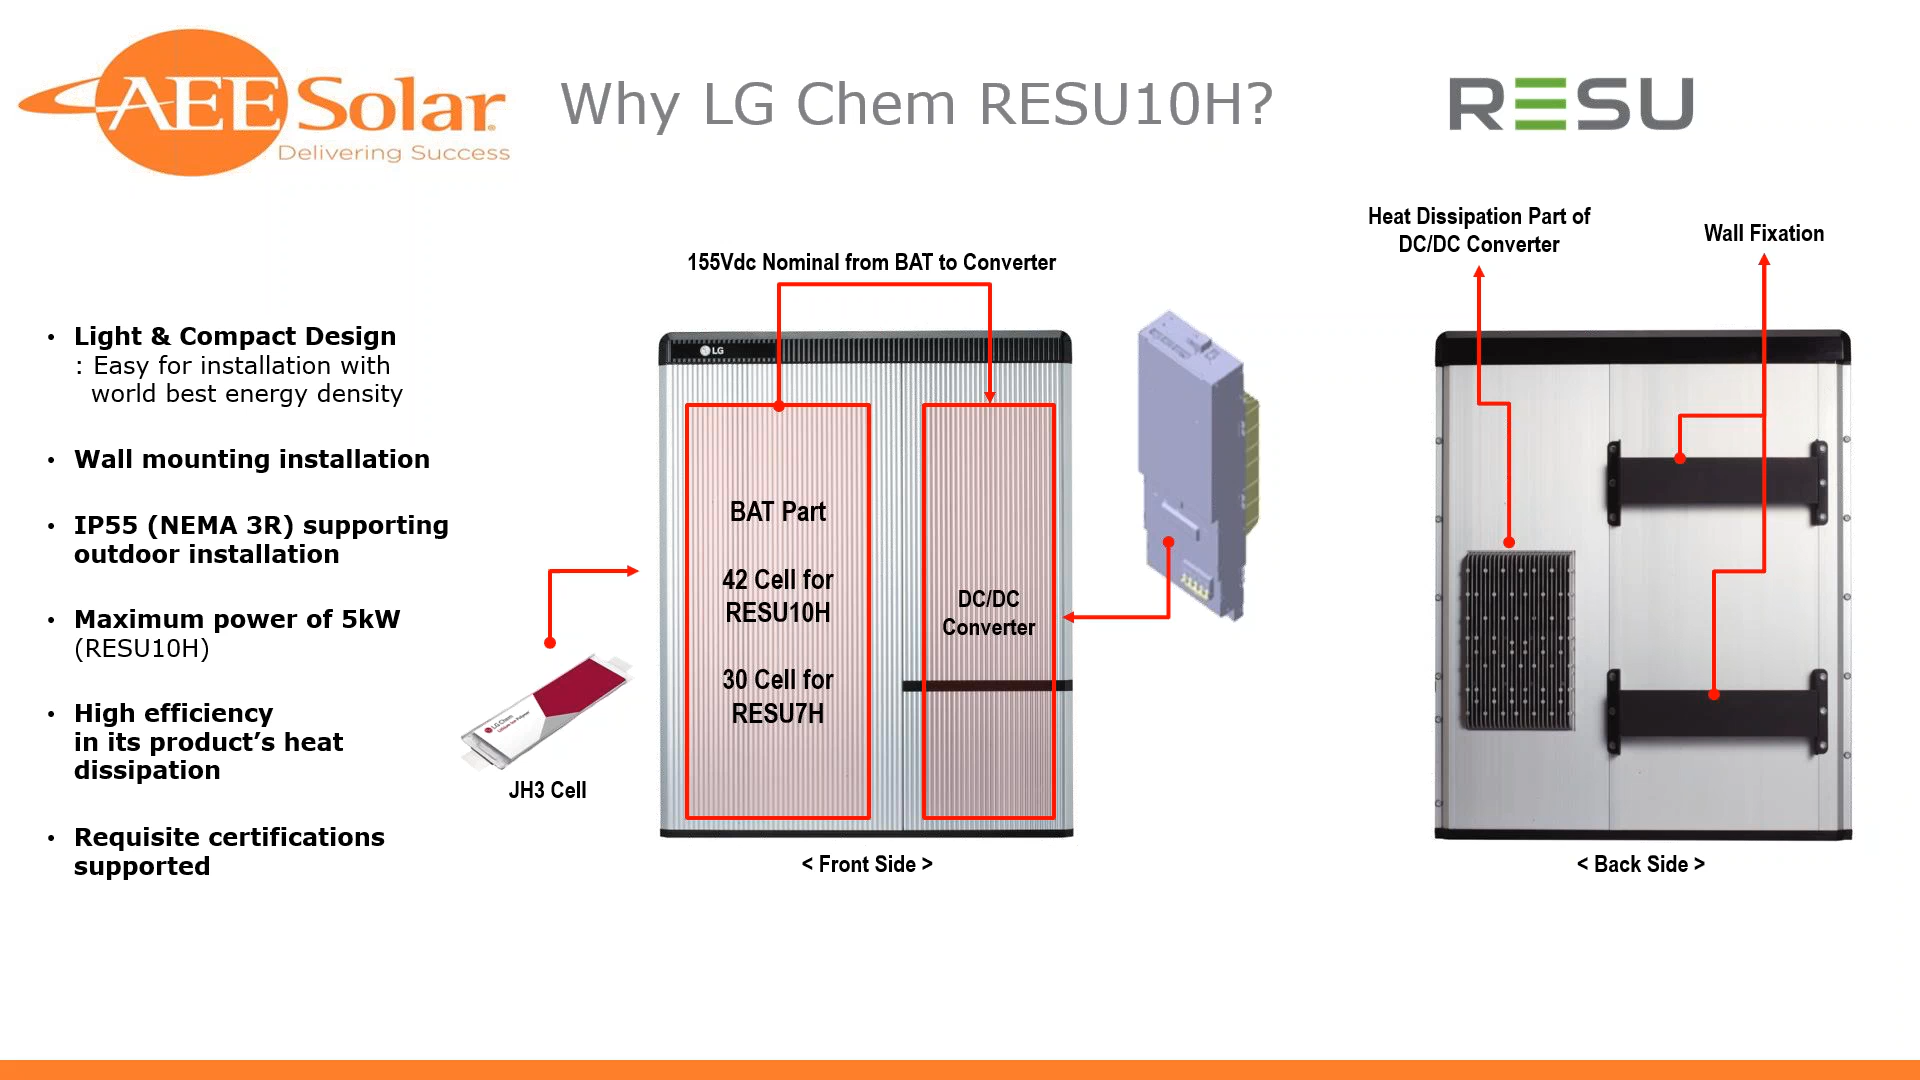 AEE Solar
Delivering Success
Why LG Chem RESU10H?
RESU
• Light & Compact Design
: Easy for installation with
world best energy density
• Wall mounting installation
• IP55 (NEMA 3R) supporting
outdoor installation
• Maximum power of 5kW
(RESU10H)
• High efficiency
in its product’s heat
dissipation
• Requisite certifications
supported
LG Chem
JH3 Cell
155Vdc Nominal from BAT to Converter
LG
BAT Part
42 Cell for
RESU10H
30 Cell for
RESU7H
DC/DC
Converter
< Front Side >
Heat Dissipation Part of
DC/DC Converter
Wall Fixation
< Back Side >